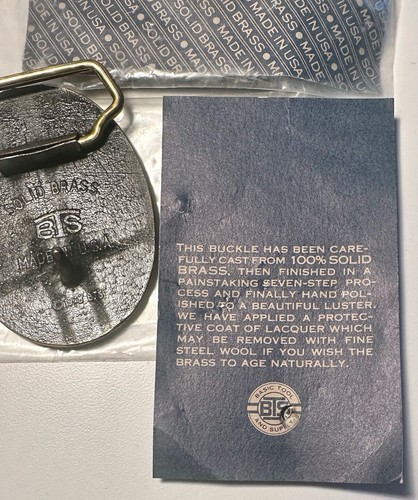 SOLID BRASS • MADE IN USA • SOLID BRASS • MADE IN USA
SOLID BRASS
BTS
MADE IN U.S.A.
THIS BUCKLE HAS BEEN CARE-
FULLY CAST FROM 100% SOLID
BRASS, THEN FINISHED IN A
PAINSTAKING SEVEN-STEP PRO-
CESS AND FINALLY HAND POL-
ISHED TO A BEAUTIFUL LUSTER.
WE HAVE APPLIED A PROTEC-
TIVE COAT OF LACQUER WHICH
MAY BE REMOVED WITH FINE
STEEL WOOL IF YOU WISH THE
BRASS TO AGE NATURALLY.
BASIC TOOL
BTS
AND SUPPLY